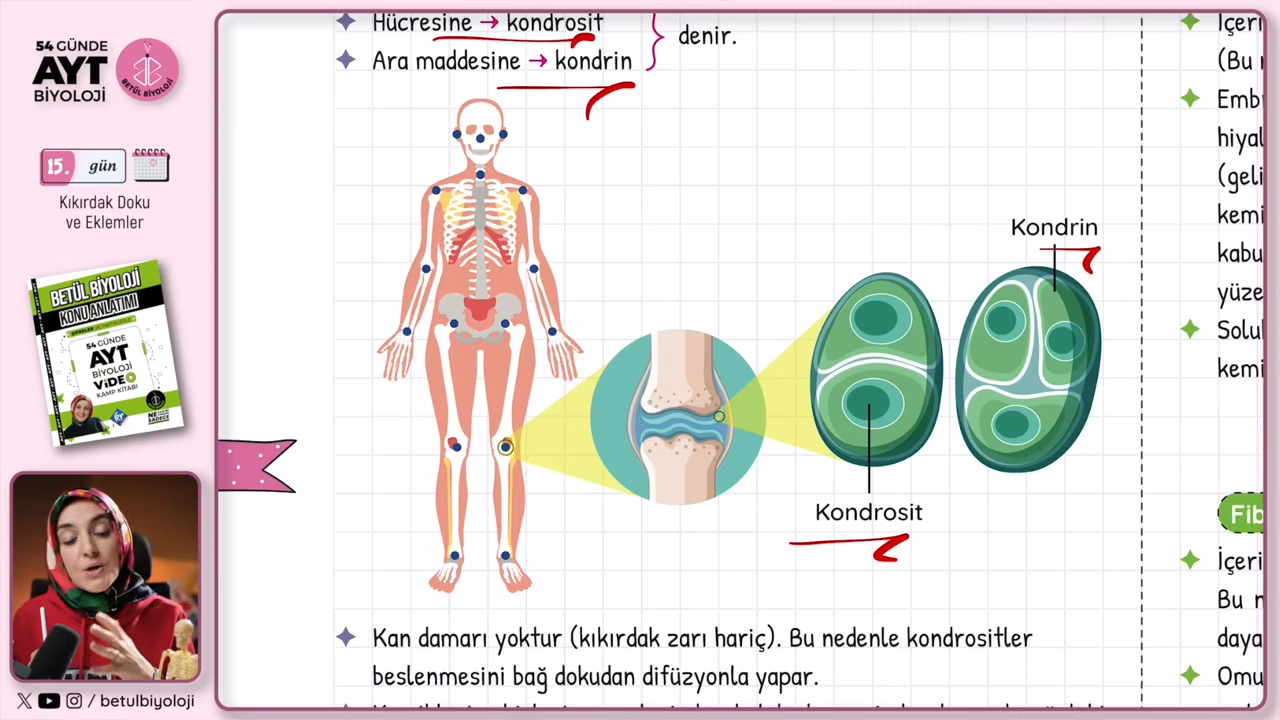 54 GÜNDE
AYT
BİYOLOJİ
BETÜL BİYOLOJİ
15. gün
Kıkırdak Doku
ve Eklemler
BETÜL BİYOLOJİ
KONU ANLATIMI
54 GÜNDE
AYT
BİYOLOJİ
VİDEO
KAMP KİTABI
/ betulbiyoloji
Hücresine → kondrosit
Ara maddesine → kondrin
denir.
Kondrin
Kondrosit
Kan damarı yoktur (kıkırdak zarı hariç). Bu nedenle kondrositler
beslenmesini bağ dokudan difüzyonla yapar.
İçeri
(Bu
Emb
hiyal
(geli
kemi
kabu
yüze
Solu
kemi
Fib
İçeri
Bu n
daya
Omu